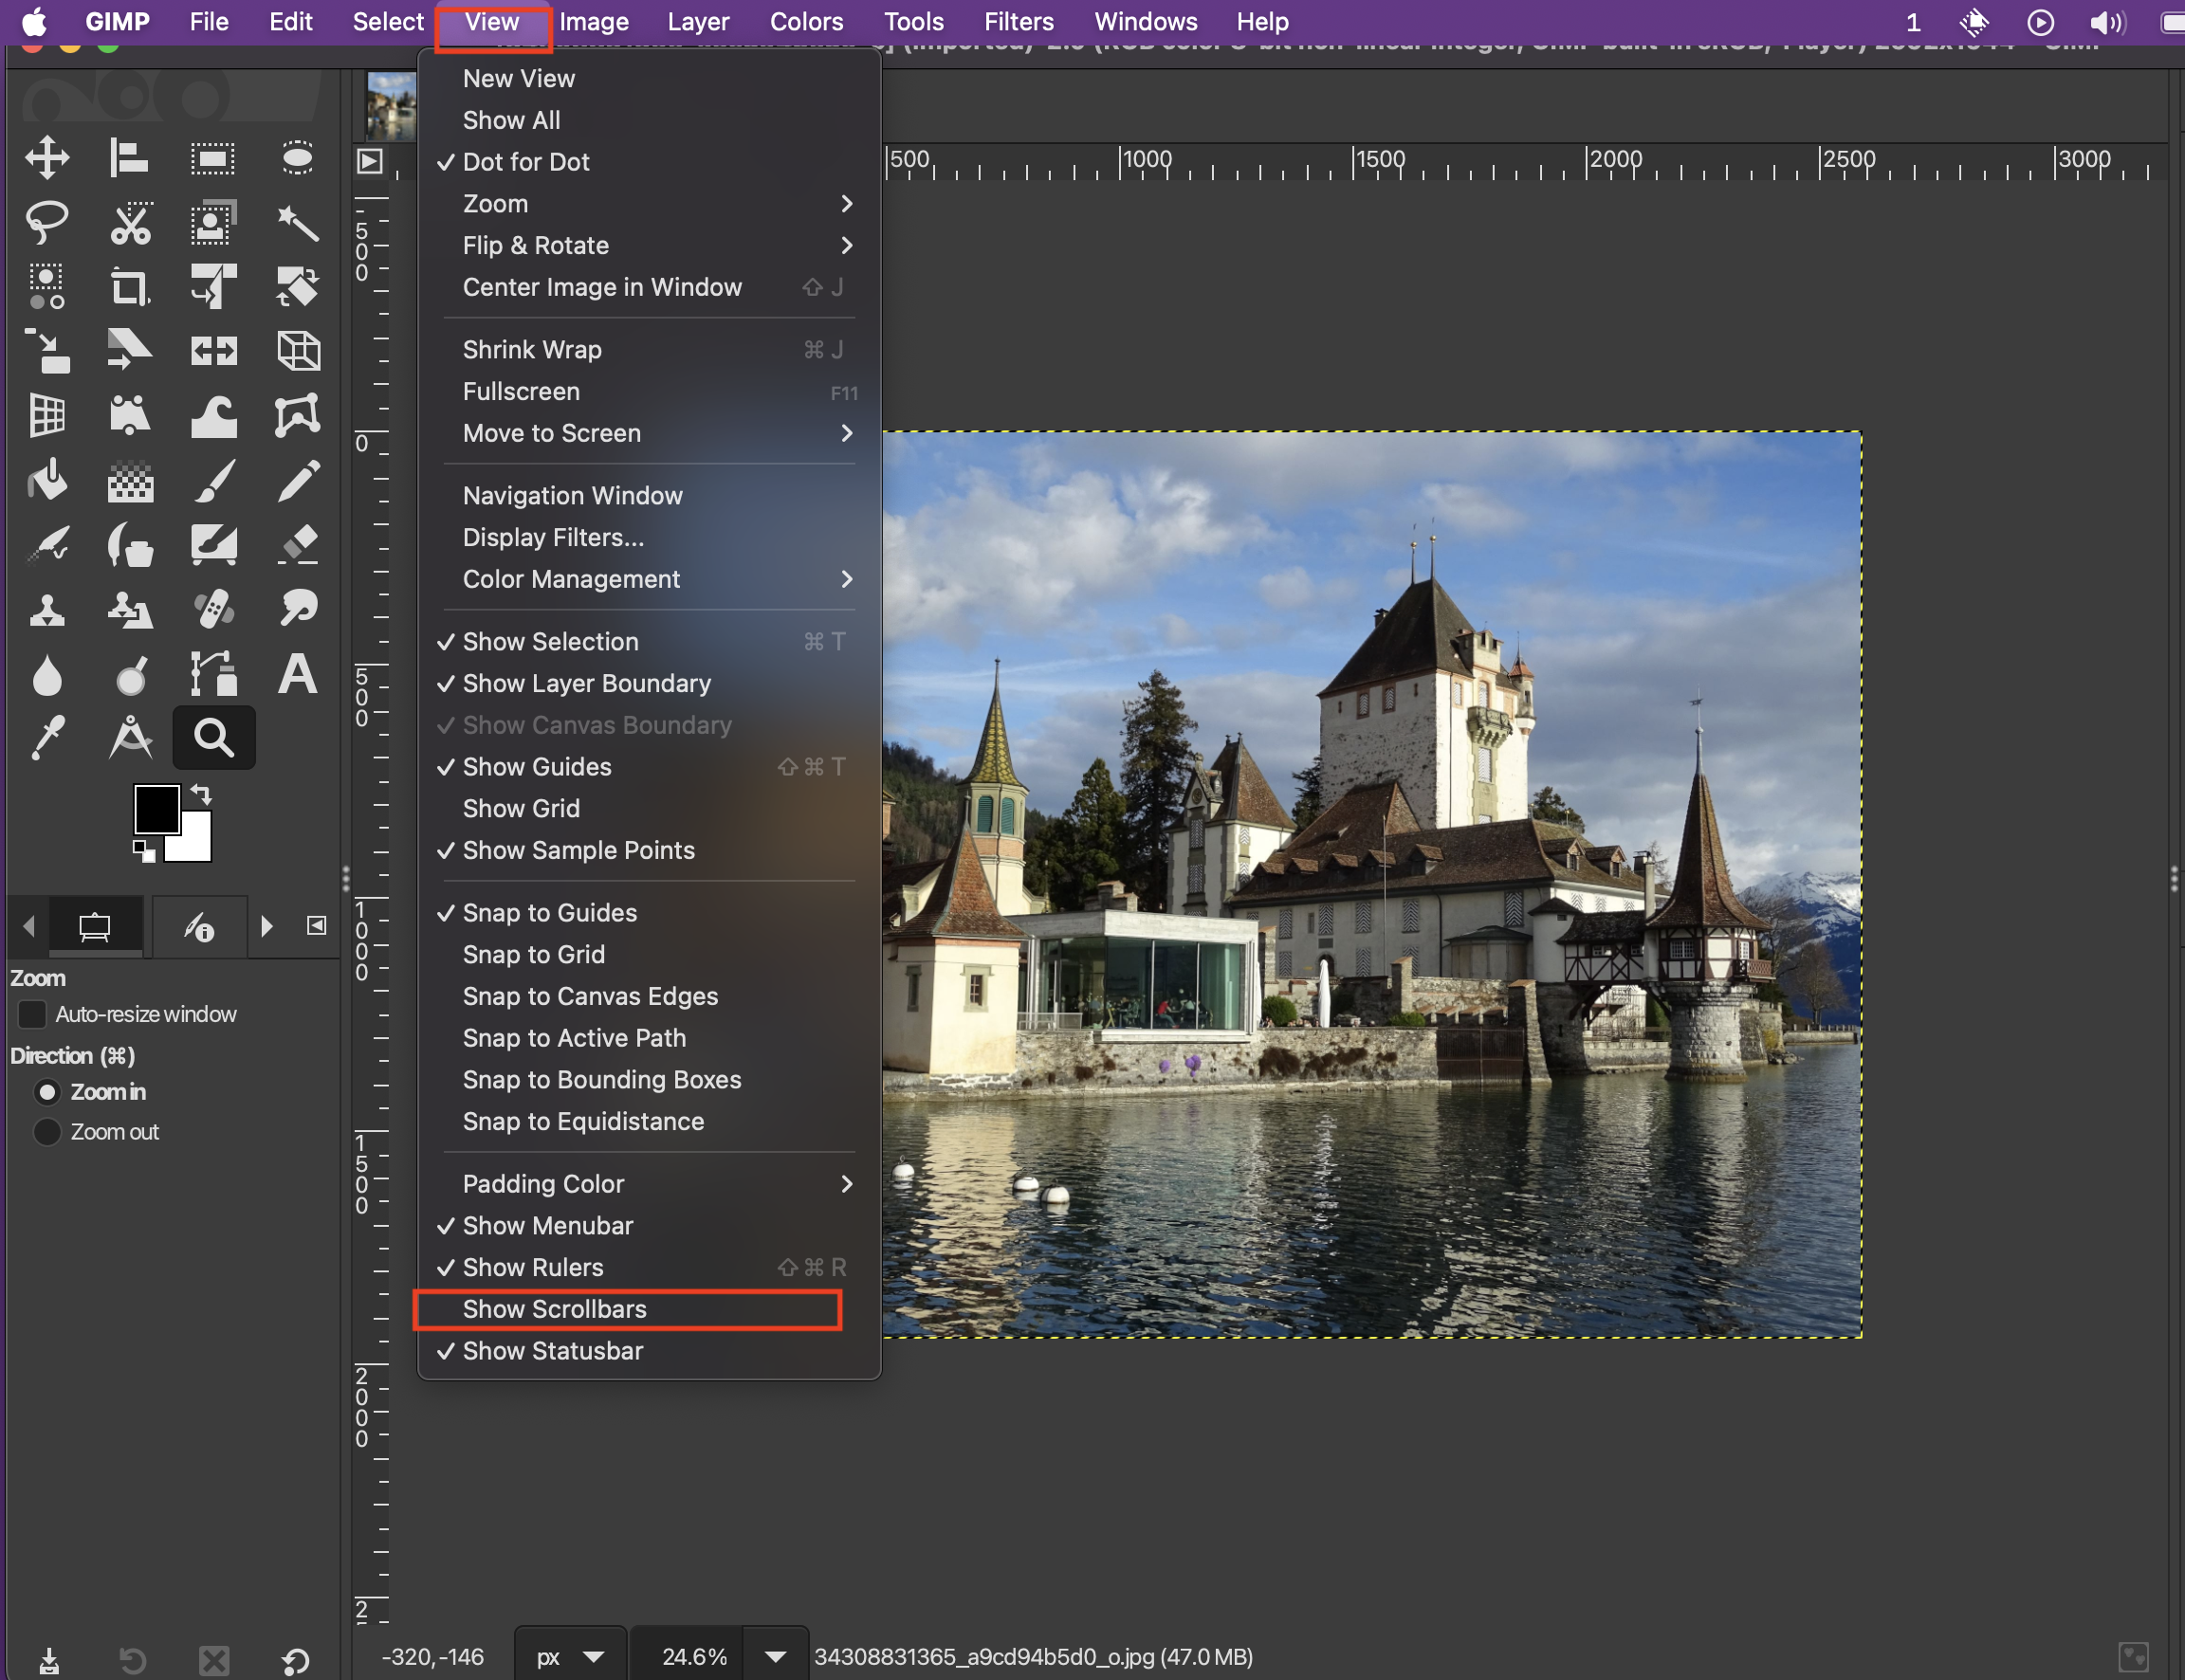 GIMP File Edit Select View Image Layer Colors Tools Filters Windows Help 1
New View
Show All
Dot for Dot
Zoom
Flip & Rotate
Center Image in Window ⇧ J
Shrink Wrap ⌘ J
Fullscreen F11
Move to Screen
Navigation Window
Display Filters...
Color Management
Show Selection ⌘ T
Show Layer Boundary
Show Canvas Boundary
Show Guides ⇧ ⌘ T
Show Grid
Show Sample Points
Snap to Guides
Snap to Grid
Snap to Canvas Edges
Snap to Active Path
Snap to Bounding Boxes
Snap to Equidistance
Padding Color
Show Menubar
Show Rulers ⇧ ⌘ R
Show Scrollbars
Show Statusbar
500 1000 1500 2000 2500 3000
-500
0
500
1000
1500
2000
2
A
Zoom
Auto-resize window
Direction (⌘)
Zoom in
Zoom out
-320, -146 px 24.6% 34308831365_a9cd94b5d0_o.jpg (47.0 MB)